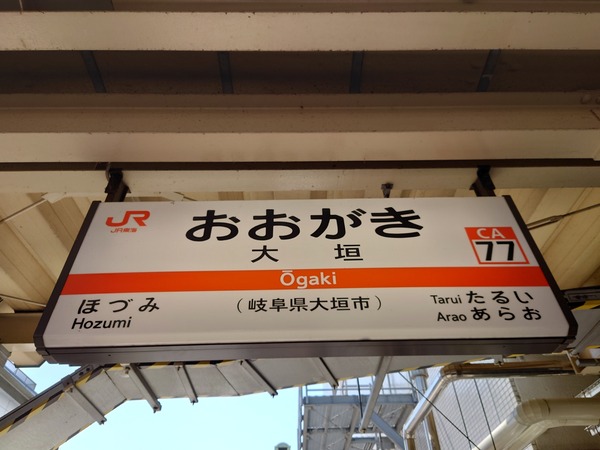 JR
JR東海
おおがき
大垣
CA
77
Ōgaki
ほづみ
Hozumi
(岐阜県大垣市)
Tarui たるい
Arao あらお